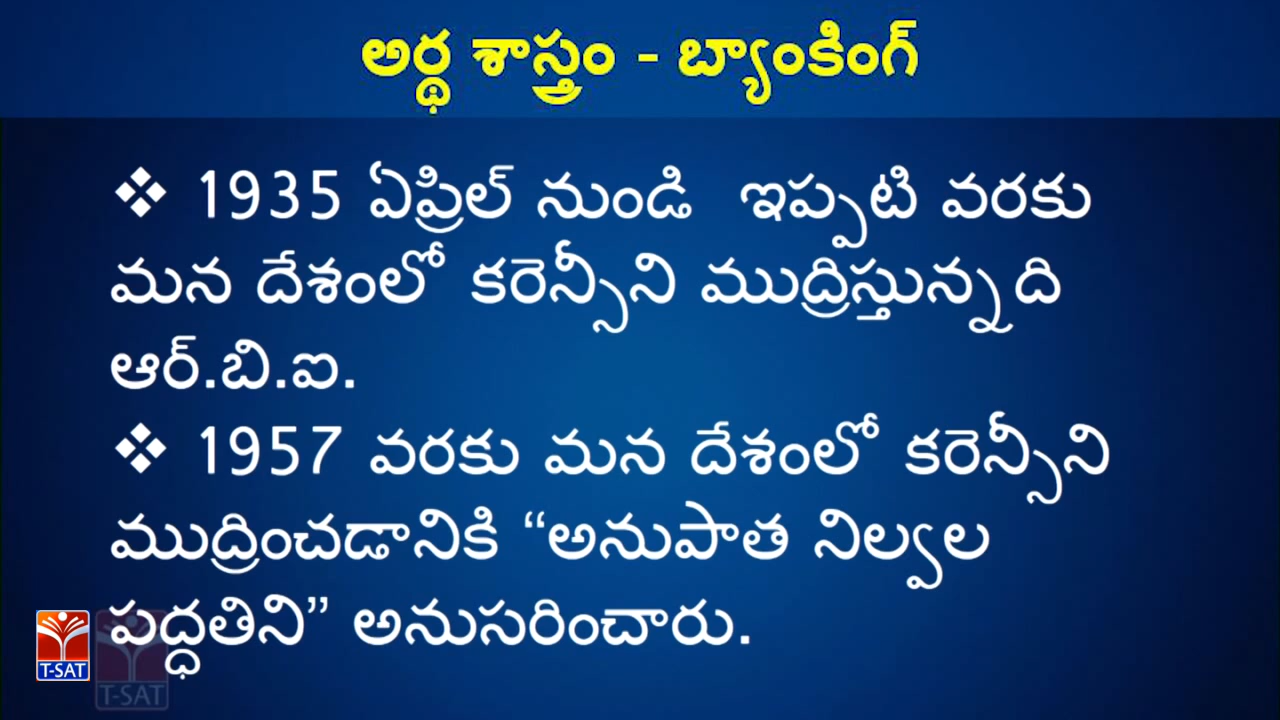 అర్థ శాస్త్రం - బ్యాంకింగ్
❖ 1935 ఏప్రిల్ నుండి ఇప్పటి వరకు
మన దేశంలో కరెన్సీని ముద్రిస్తున్నది
ఆర్.బి.ఐ.
❖ 1957 వరకు మన దేశంలో కరెన్సీని
ముద్రించడానికి “అనుపాత నిల్వల
పద్ధతిని” అనుసరించారు.
T-SAT
T-SAT